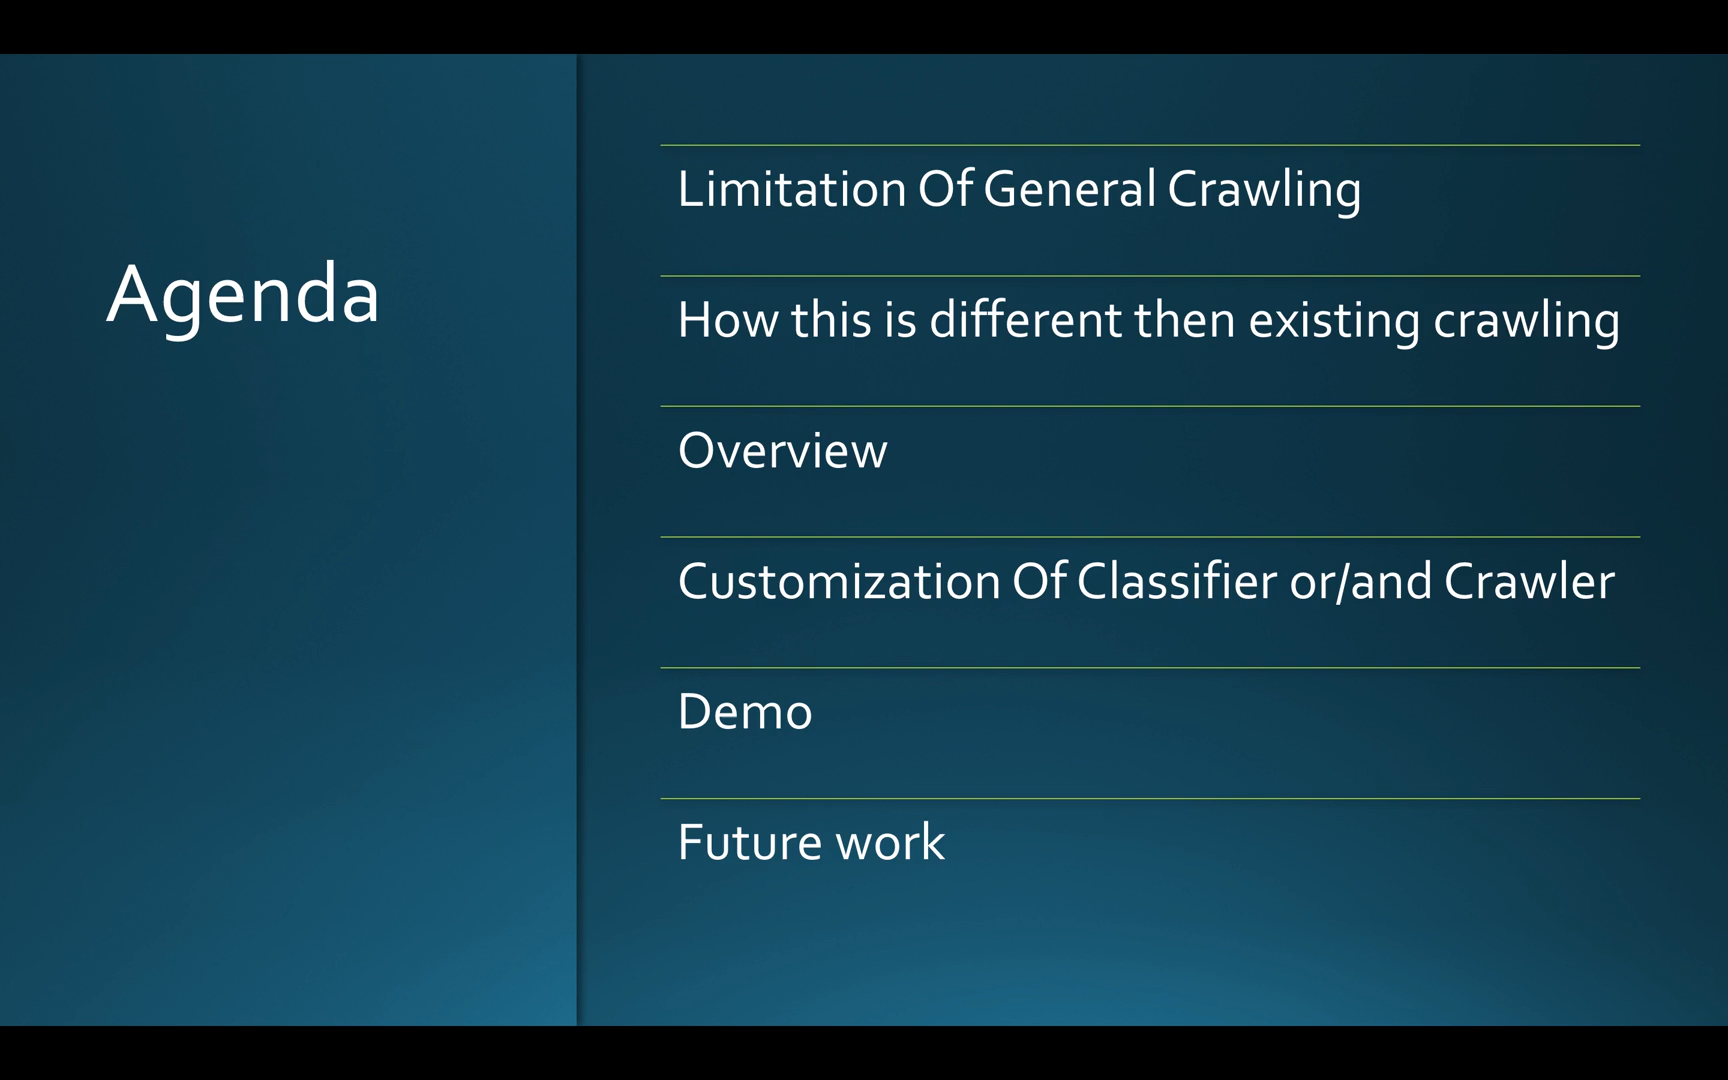 Agenda
Limitation Of General Crawling
How this is different then existing crawling
Overview
Customization Of Classifier or/and Crawler
Demo
Future work